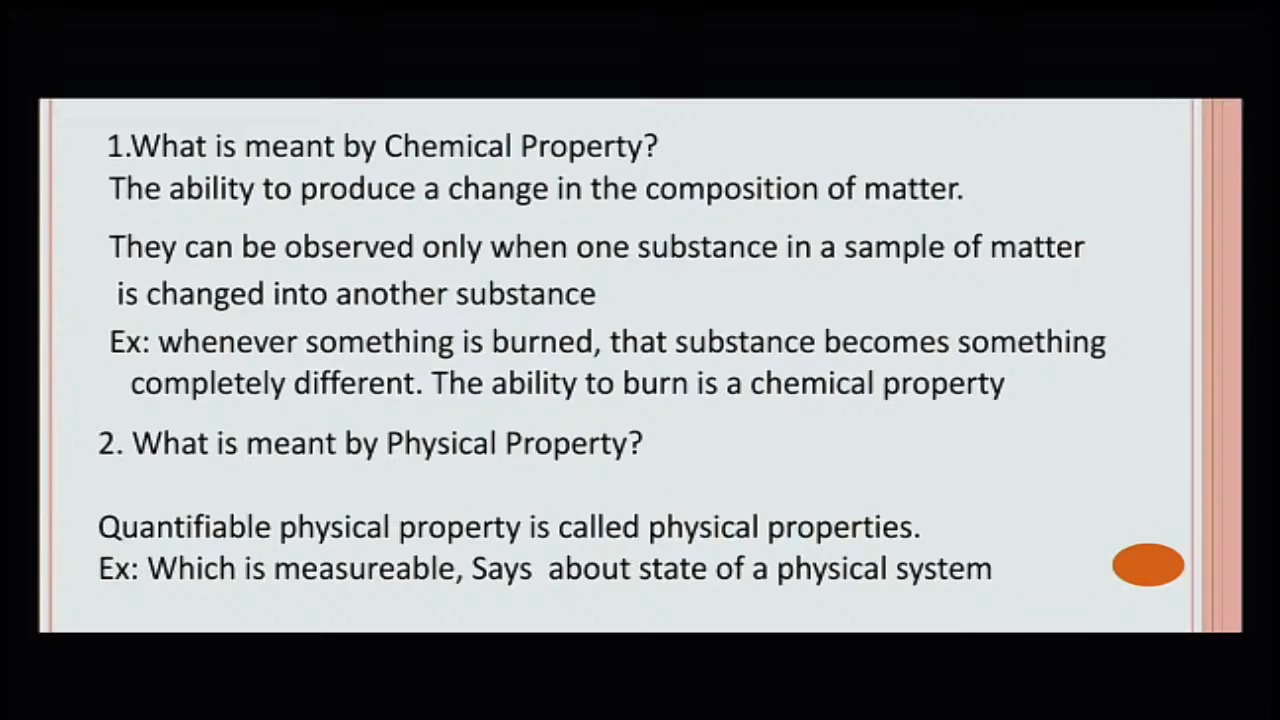 1.What is meant by Chemical Property?
The ability to produce a change in the composition of matter.
They can be observed only when one substance in a sample of matter
is changed into another substance
Ex: whenever something is burned, that substance becomes something
completely different. The ability to burn is a chemical property
2. What is meant by Physical Property?
Quantifiable physical property is called physical properties.
Ex: Which is measureable, Says about state of a physical system